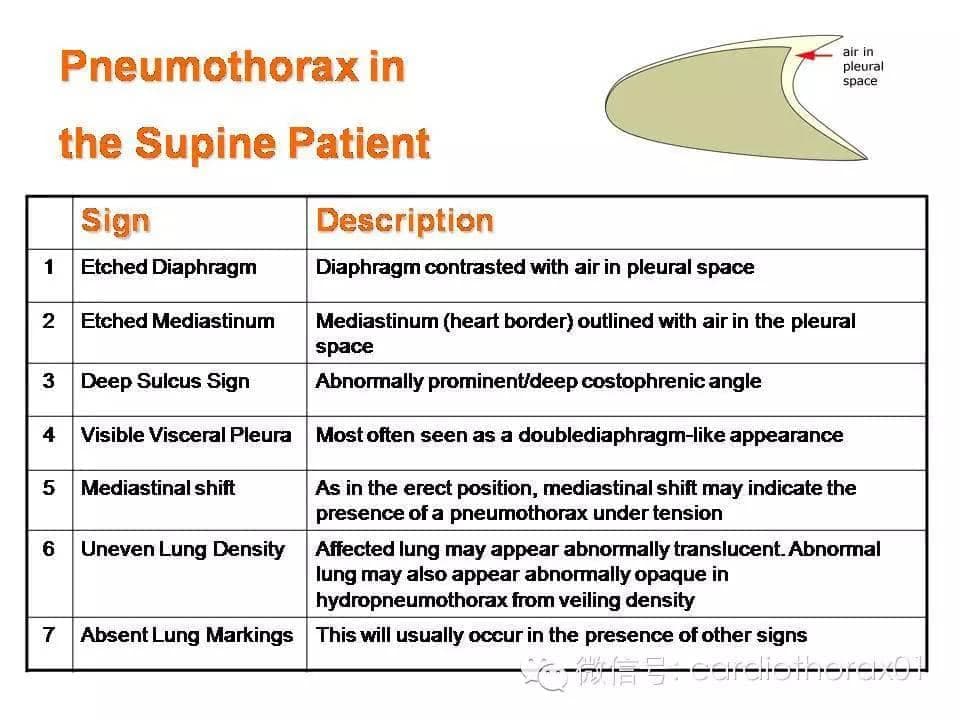 Pneumothorax in
the Supine Patient
air in
pleural
space
Sign Description
1 Etched Diaphragm Diaphragm contrasted with air in pleural space
2 Etched Mediastinum Mediastinum (heart border) outlined with air in the pleural
space
3 Deep Sulcus Sign Abnormally prominent/deep costophrenic angle
4 Visible Visceral Pleura Most often seen as a doublediaphragm-like appearance
5 Mediastinal shift As in the erect position, mediastinal shift may indicate the
presence of a pneumothorax under tension
6 Uneven Lung Density Affected lung may appear abnormally translucent. Abnormal
lung may also appear abnormally opaque in
hydropneumothorax from veiling density
7 Absent Lung Markings This will usually occur in the presence of other signs
微信号: cardiothorax01